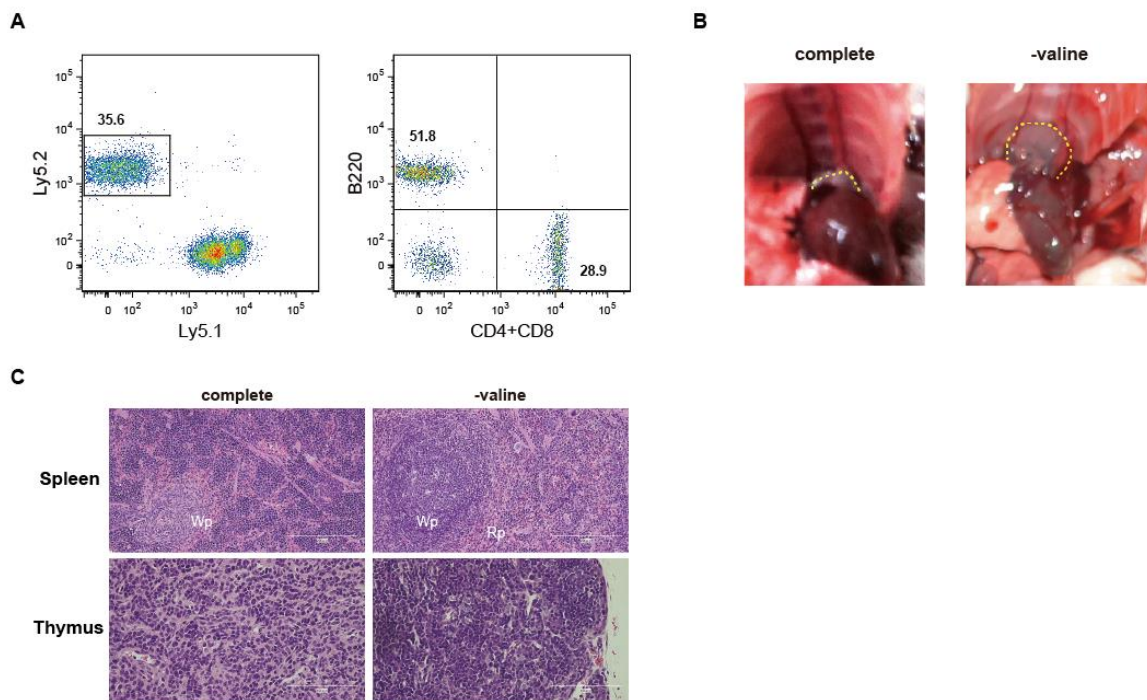 A
35.6
Ly5.2
10⁵
10⁴
10³
10²
0
0 10² 10³ 10⁴ 10⁵
Ly5.1
51.8
B220
10⁵
10⁴
10³
10²
0
28.9
0 10² 10³ 10⁴ 10⁵
CD4+CD8
B
complete
-valine
C
complete
-valine
Spleen
Wp
Wp
Rp
Thymus